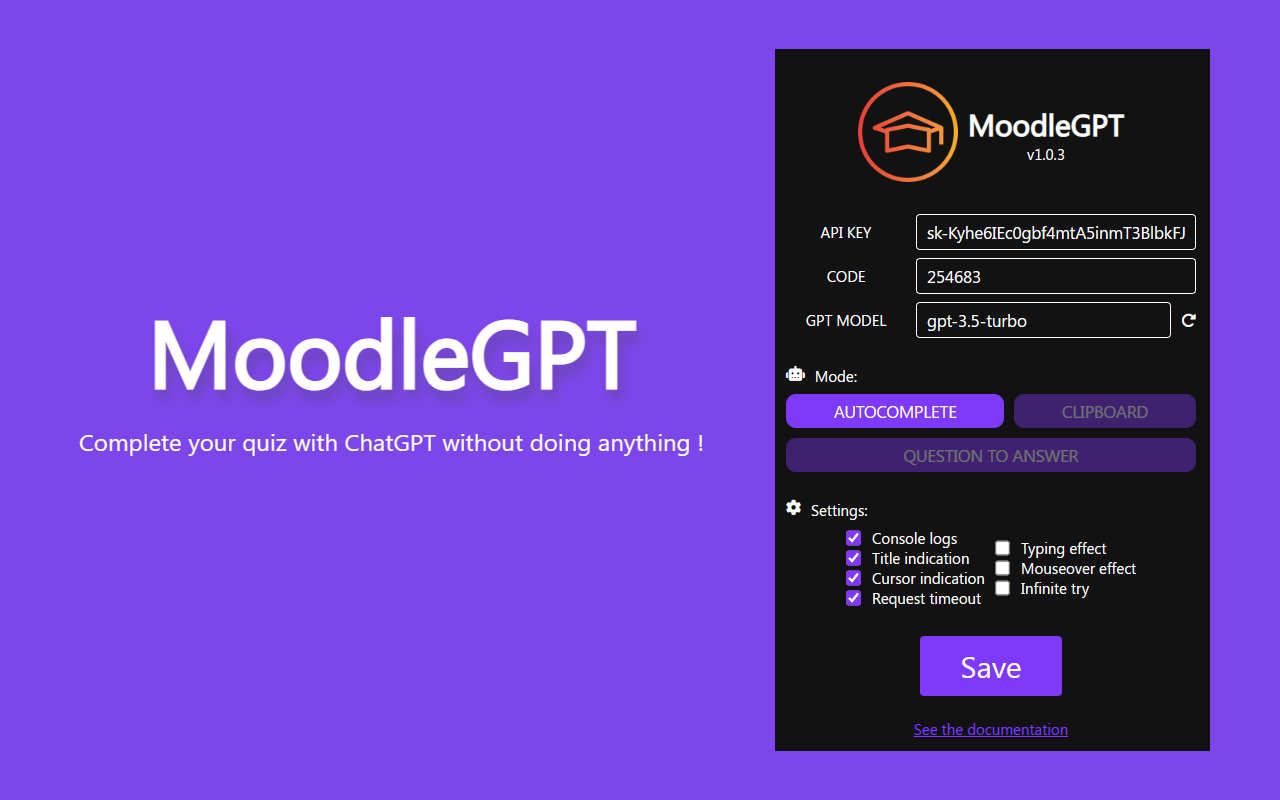 MoodleGPT
Complete your quiz with ChatGPT without doing anything !
MoodleGPT
v1.0.3
API KEY
sk-Kyhe6IEc0gbf4mtA5inmT3BlbkFJ
CODE
254683
GPT MODEL
gpt-3.5-turbo
Mode:
AUTOCOMPLETE
CLIPBOARD
QUESTION TO ANSWER
Settings:
Console logs
Title indication
Cursor indication
Request timeout
Typing effect
Mouseover effect
Infinite try
Save
See the documentation